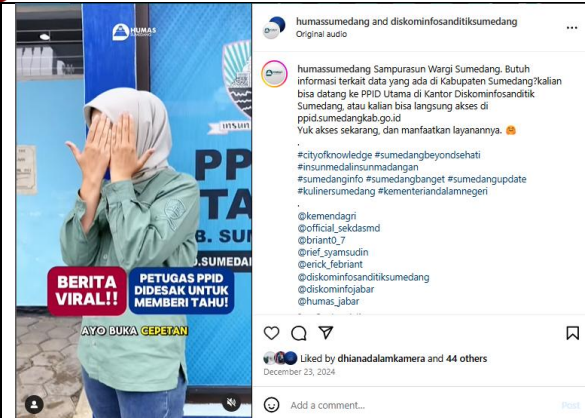 HUMAS
SUMEDANG
INSUN M
PP
TA
B. SUM
D.SUMEDAN
BERITA
VIRAL!!
PETUGAS PPID
DIDESAK UNTUK
MEMBERI TAHU!
AYO BUKA CEPETAN
humassumedang and diskominfosanditiksumedang
Original audio
humassumedang Sampurasun Wargi Sumedang. Butuh
informasi terkait data yang ada di Kabupaten Sumedang?kalian
bisa datang ke PPID Utama di Kantor Diskominfosanditik
Sumedang, atau kalian bisa langsung akses di
ppid.sumedangkab.go.id
Yuk akses sekarang, dan manfaatkan layanannya. 🤗
.
#cityofknowledge #sumedangbeyondsehati
#insunmedalinsunmadangan
#sumedanginfo #sumedangbanget #sumedangupdate
#kulinersumedang #kementeriandalamnegeri
.
@kemendagri
@official_sekdasmd
@briant0_7
@rief_syamsudin
@erick_febriant
@diskominfosanditiksumedang
@diskominfojabar
@humas_jabar
Liked by dhianadalamkamera and 44 others
December 23, 2024
Add a comment...
Post